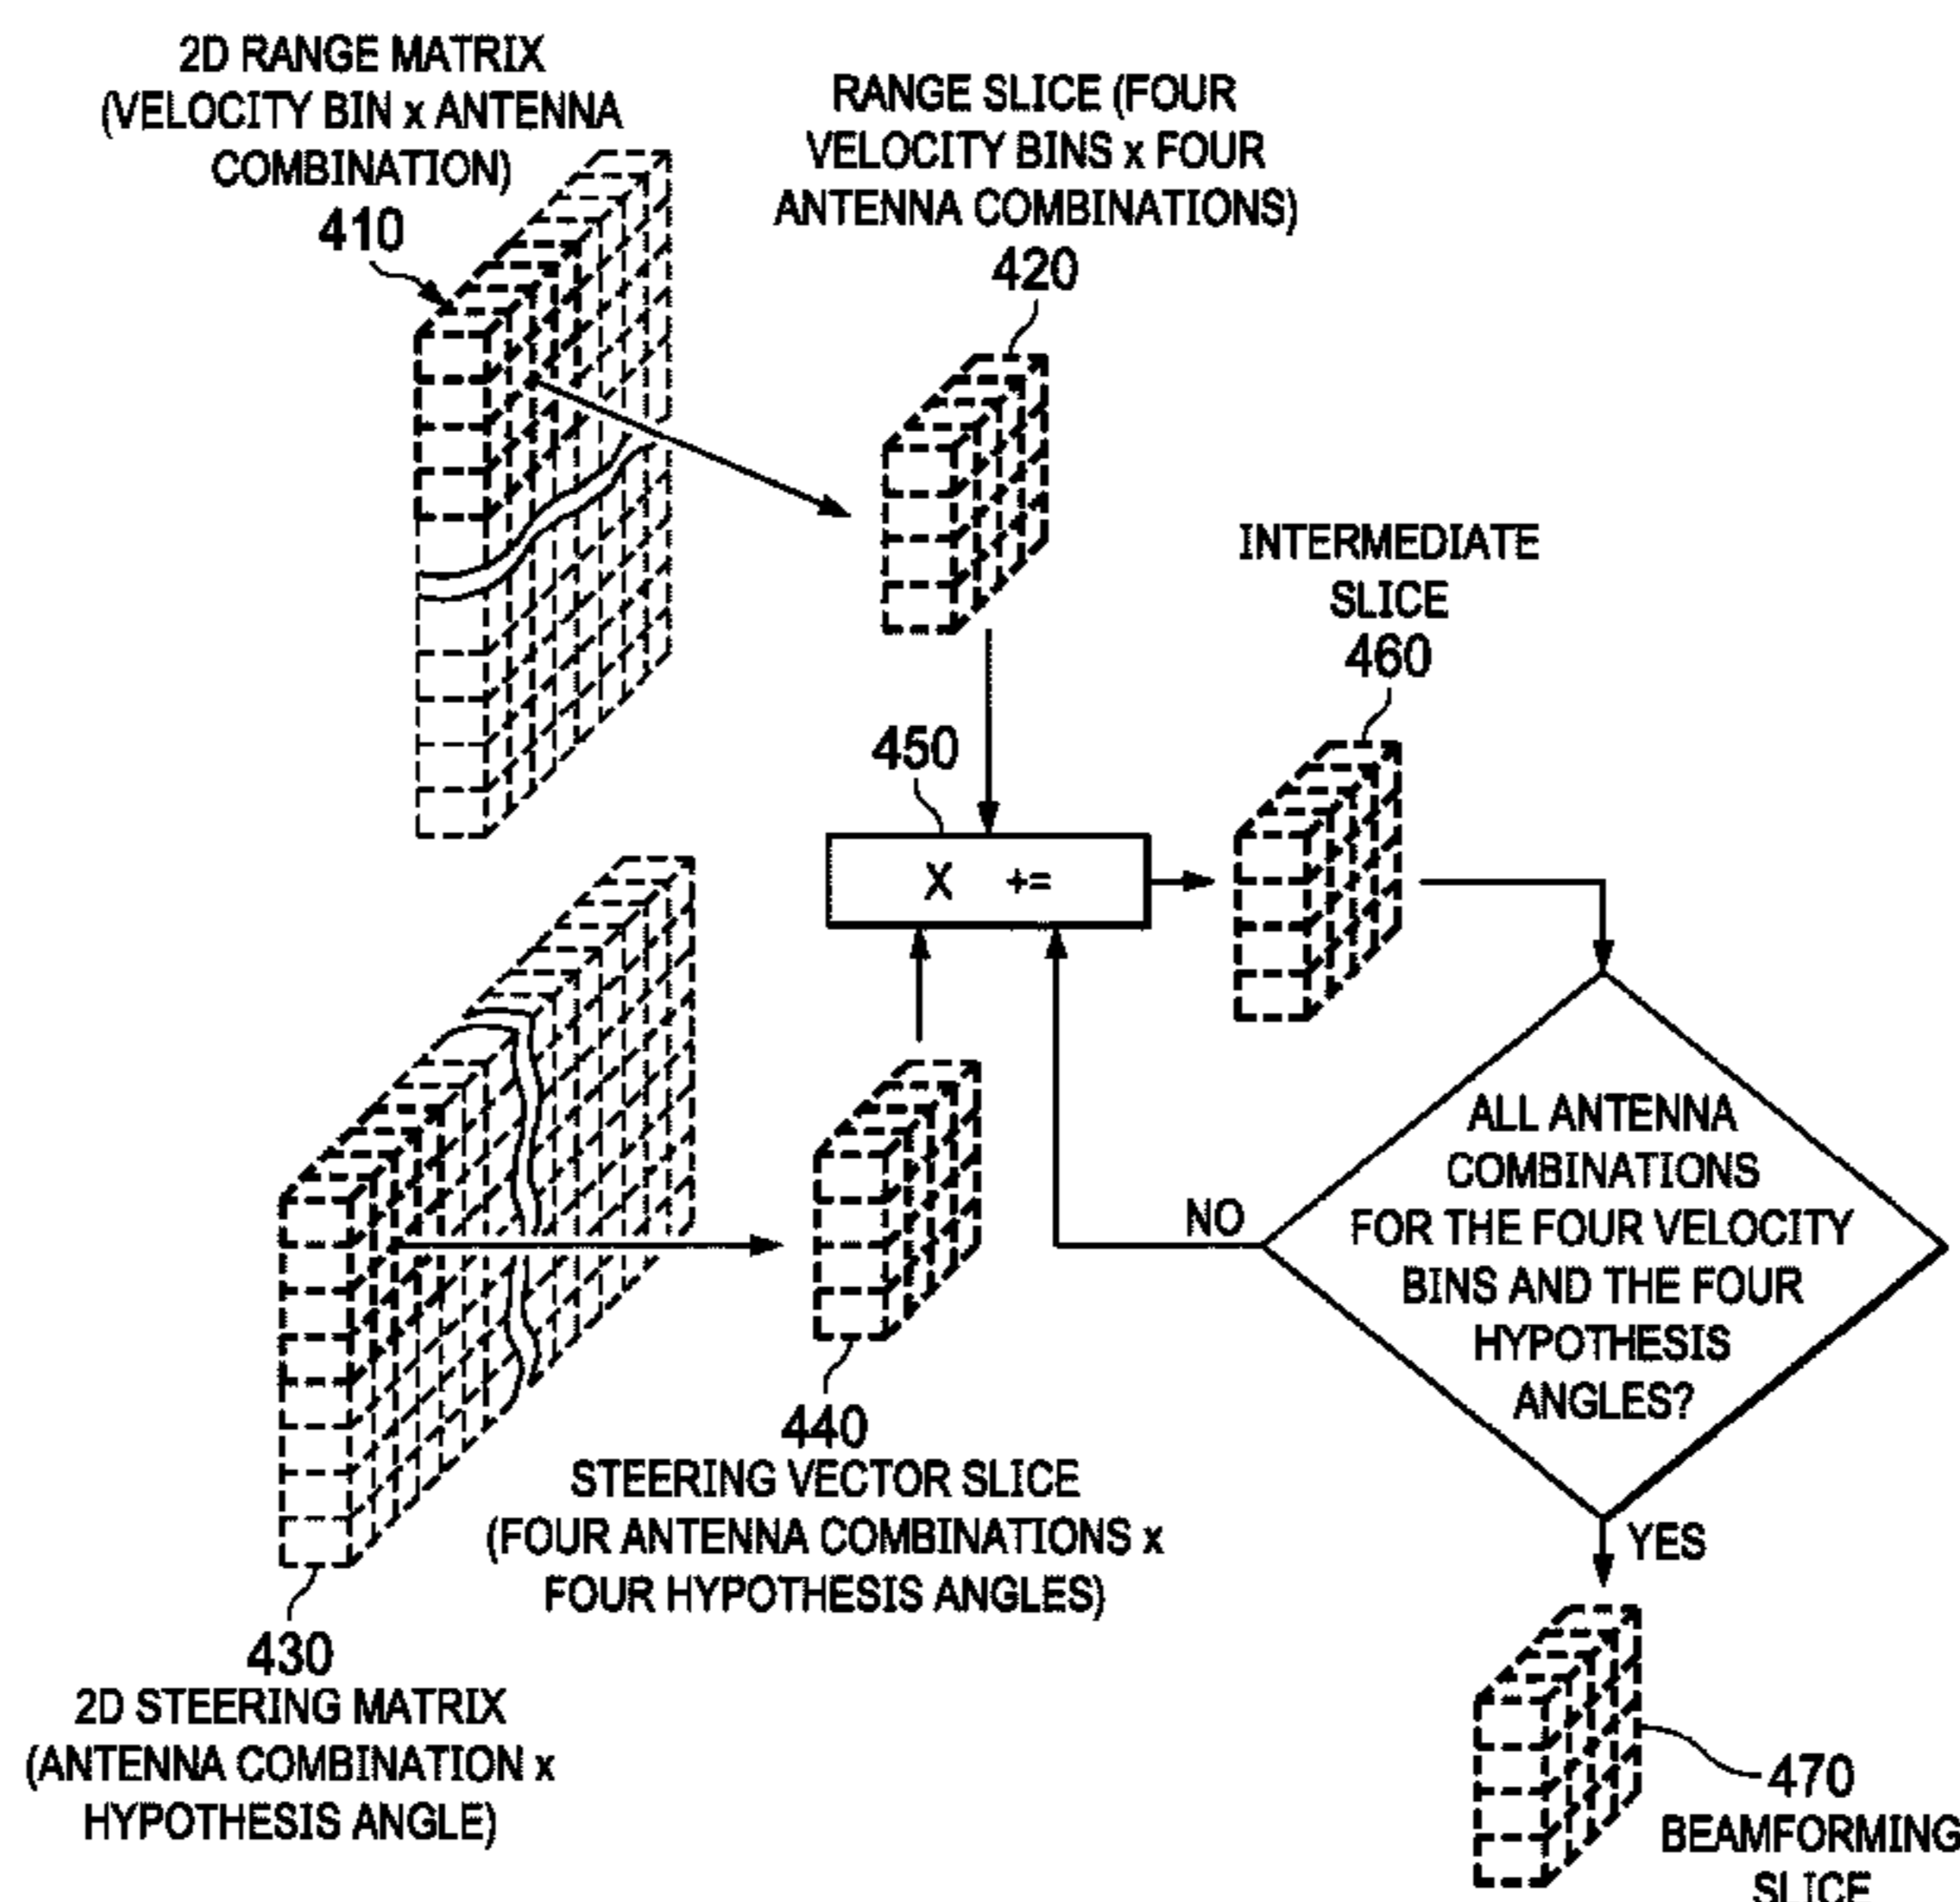 2D RANGE MATRIX
(VELOCITY BIN x ANTENNA
COMBINATION)
410
RANGE SLICE (FOUR
VELOCITY BINS x FOUR
ANTENNA COMBINATIONS)
420
INTERMEDIATE
SLICE
460
450
X +=
ALL ANTENNA
COMBINATIONS
FOR THE FOUR VELOCITY
BINS AND THE FOUR
HYPOTHESIS
ANGLES?
NO
YES
440
STEERING VECTOR SLICE
(FOUR ANTENNA COMBINATIONS x
FOUR HYPOTHESIS ANGLES)
430
2D STEERING MATRIX
(ANTENNA COMBINATION x
HYPOTHESIS ANGLE)
470
BEAMFORMING
SLICE